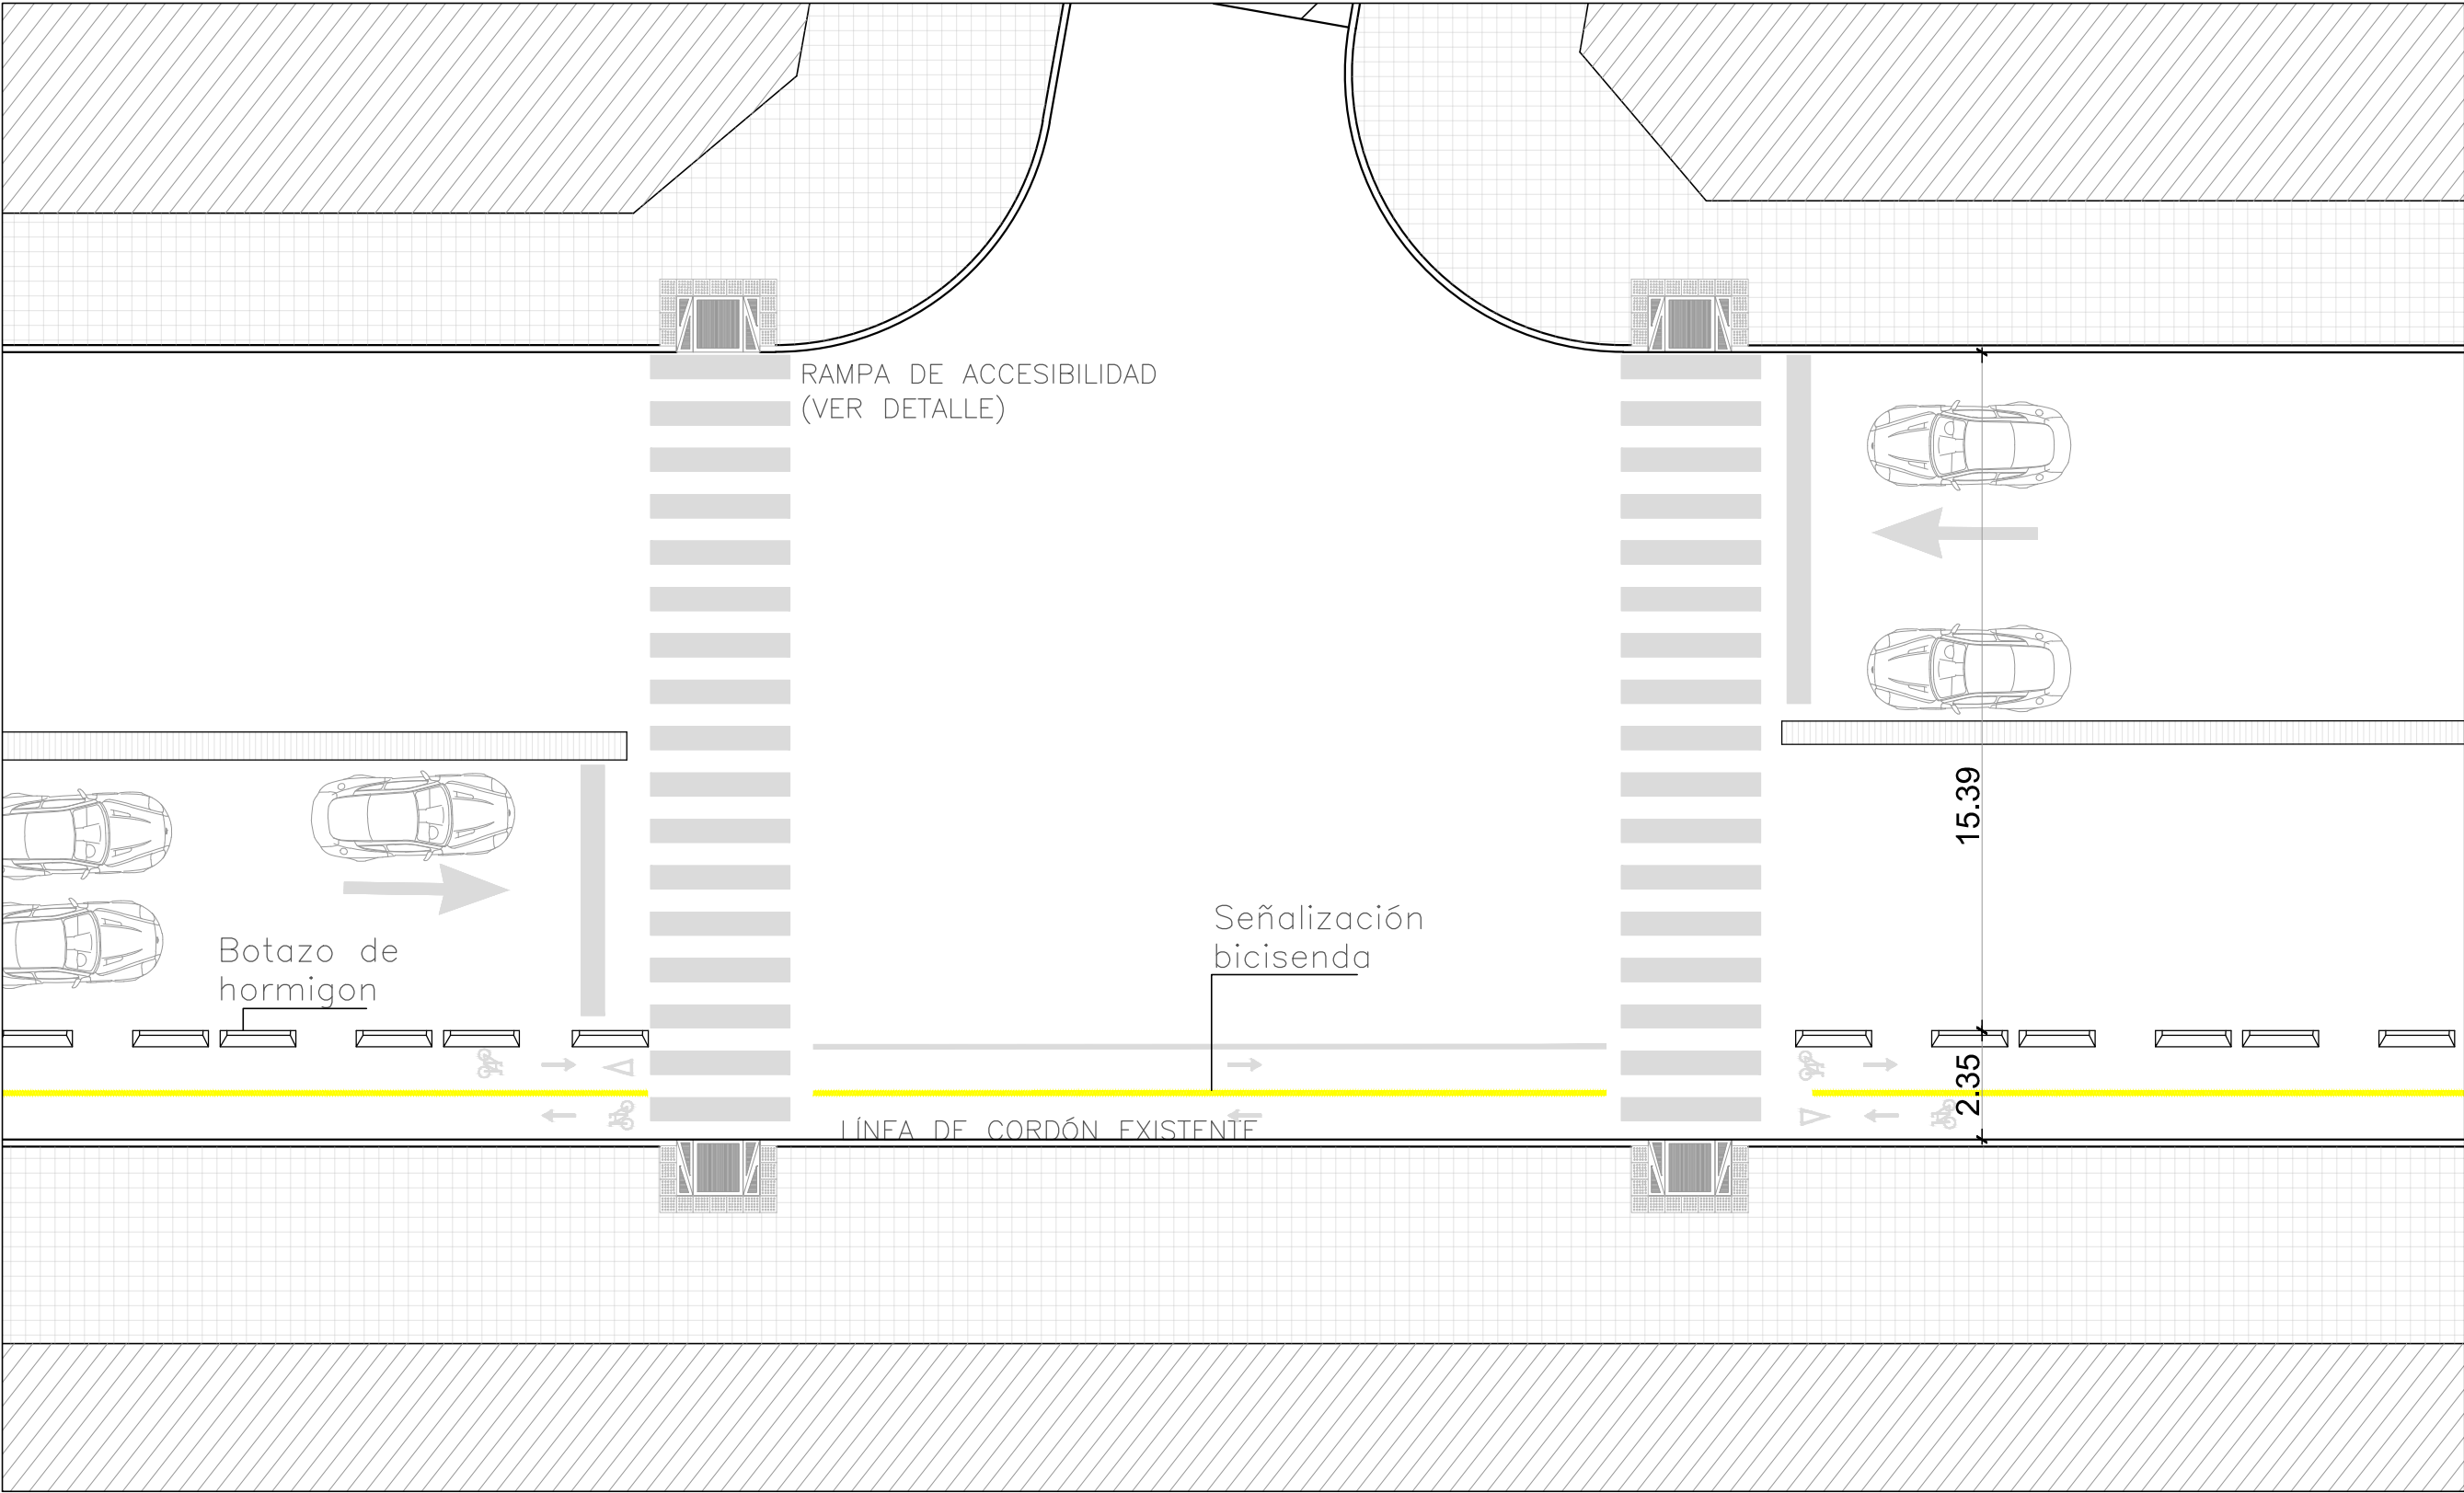 RAMPA DE ACCESIBILIDAD
(VER DETALLE)
15.39
Señalización
bicisenda
Botazo de
hormigon
2.35
LÍNEA DE CORDÓN EXISTENTE